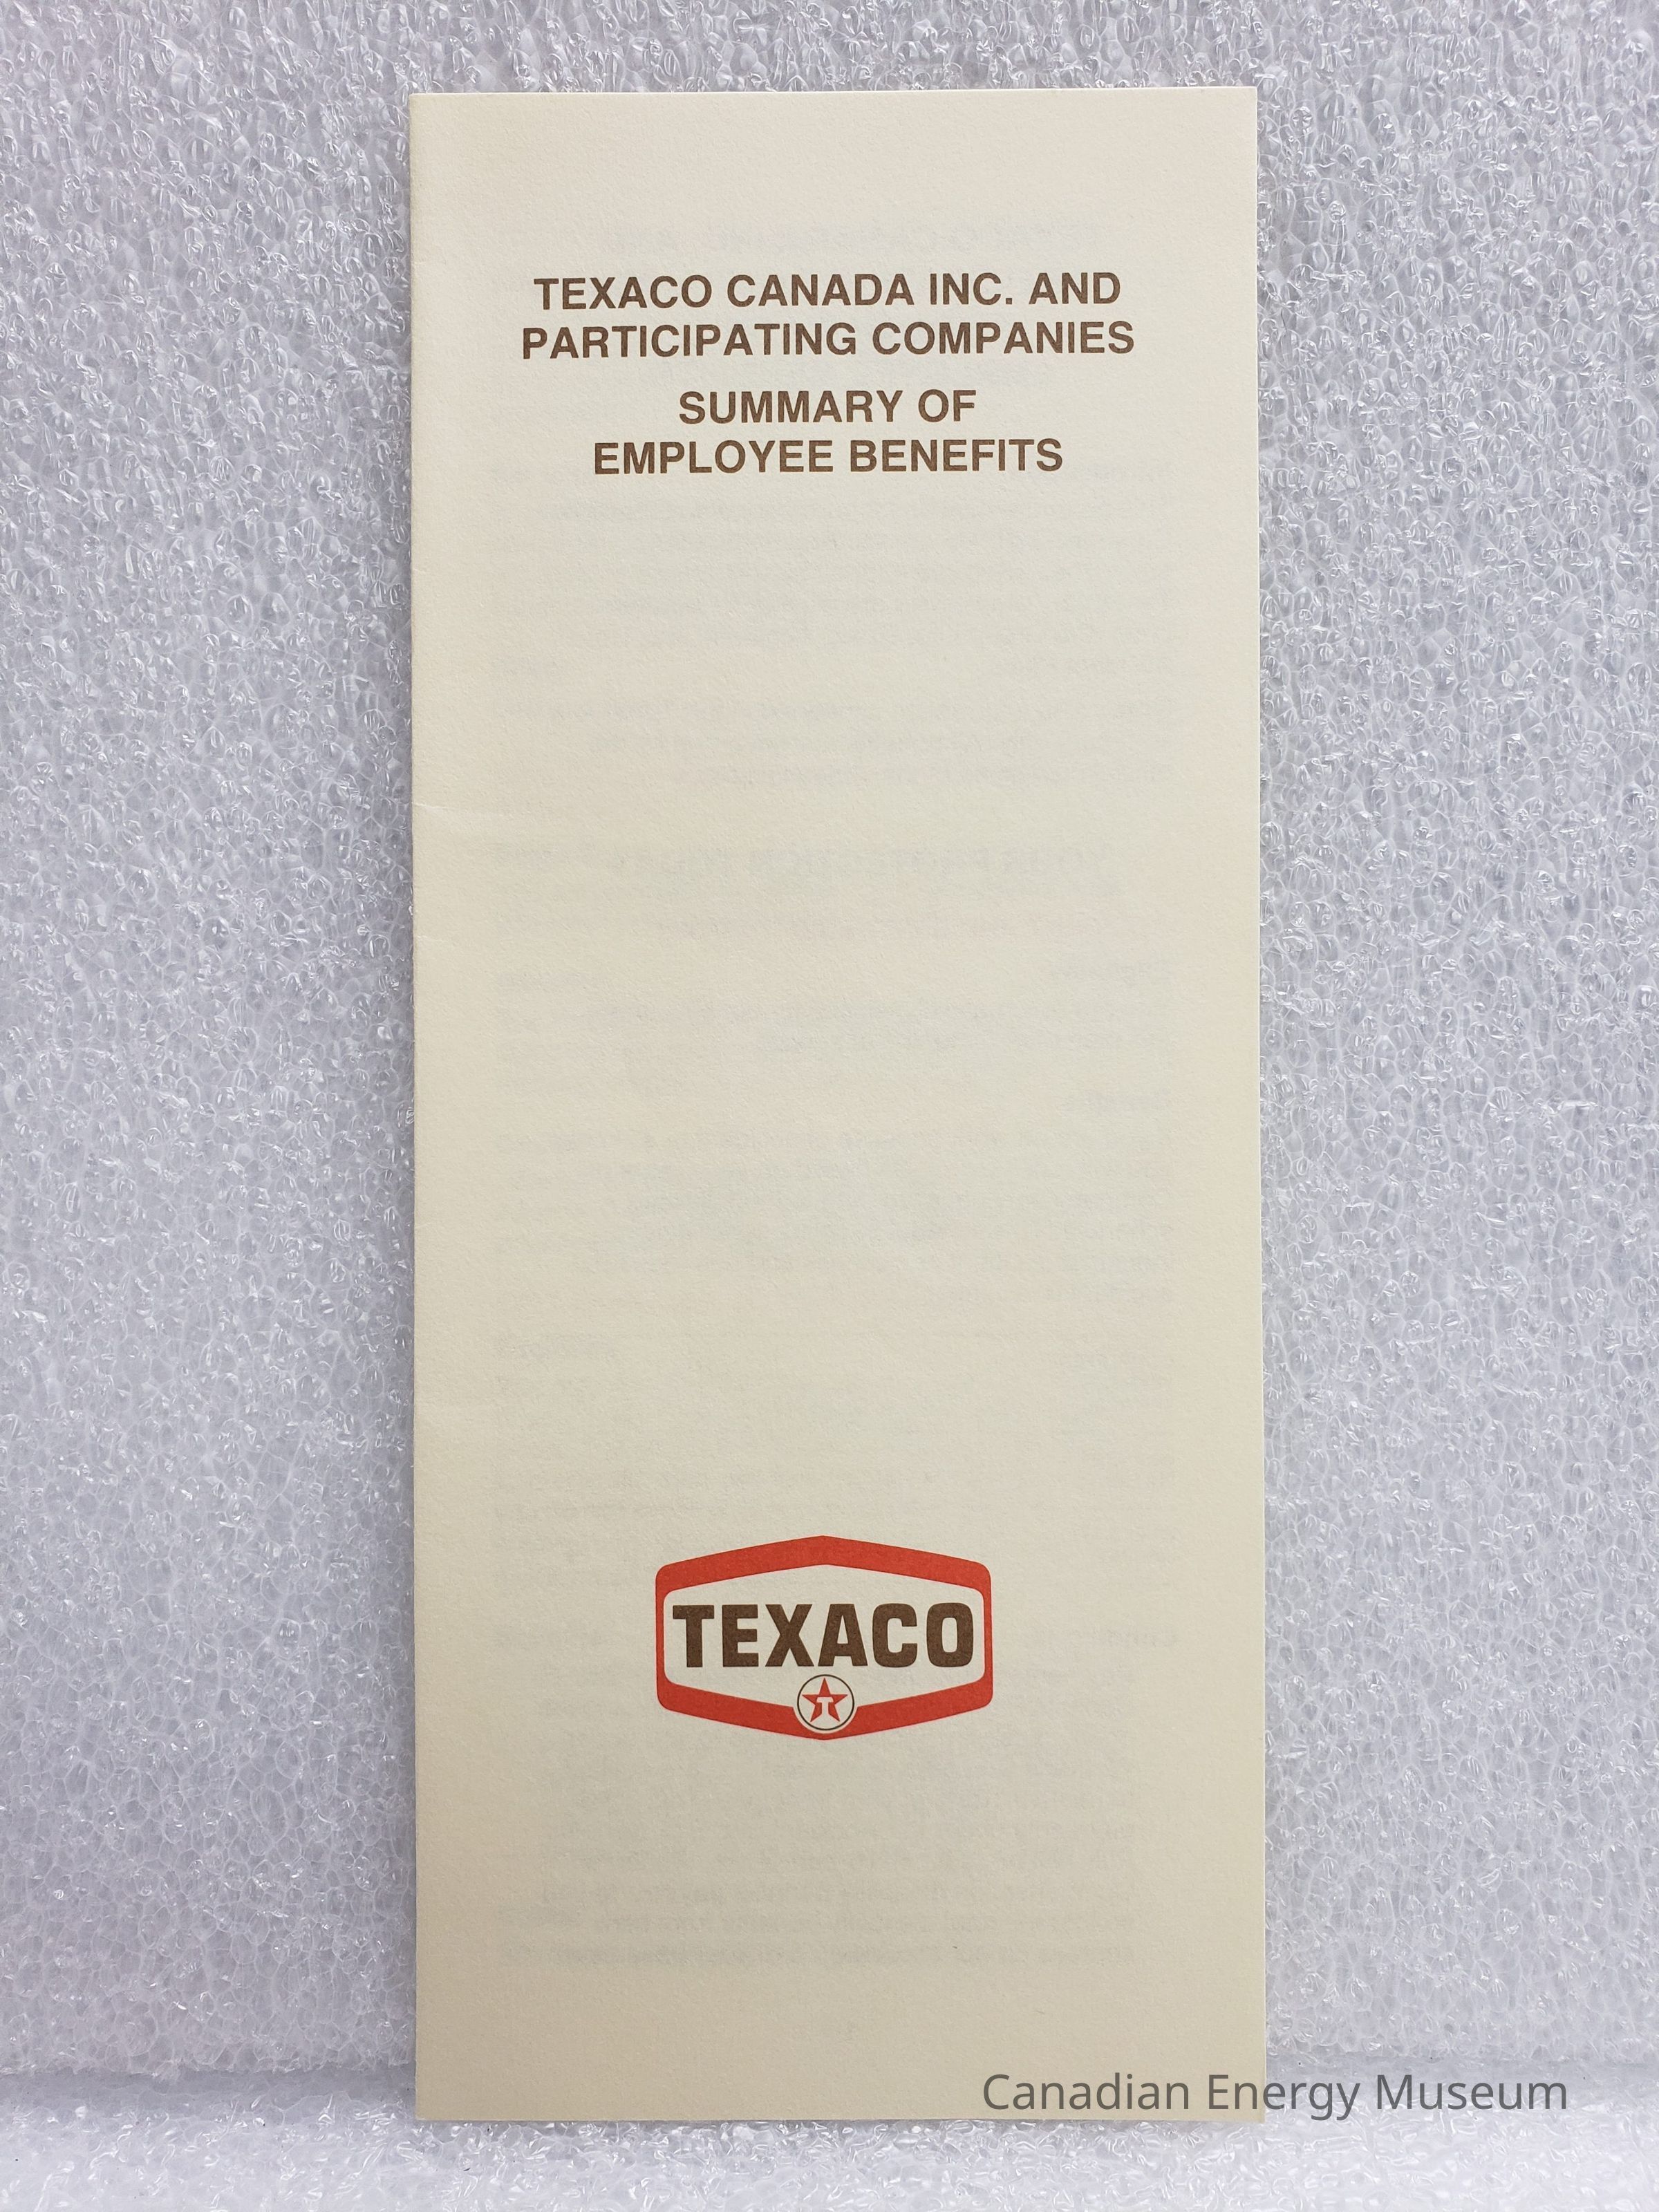 TEXACO CANADA INC. AND
PARTICIPATING COMPANIES
SUMMARY OF
EMPLOYEE BENEFITS
TEXACO
T
Canadian Energy Museum